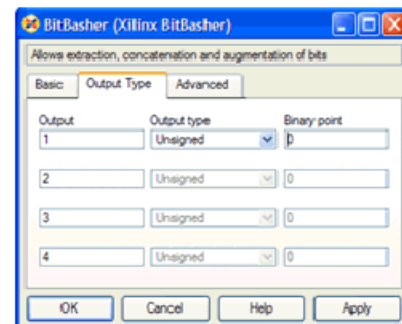 BitBasher (Xilinx BitBasher)
Allows extraction, concatenation and augmentation of bits
Basic Output Type Advanced
Output Output type Binary point
1 Unsigned 0
2 Unsigned 0
3 Unsigned 0
4 Unsigned 0
OK Cancel Help Apply